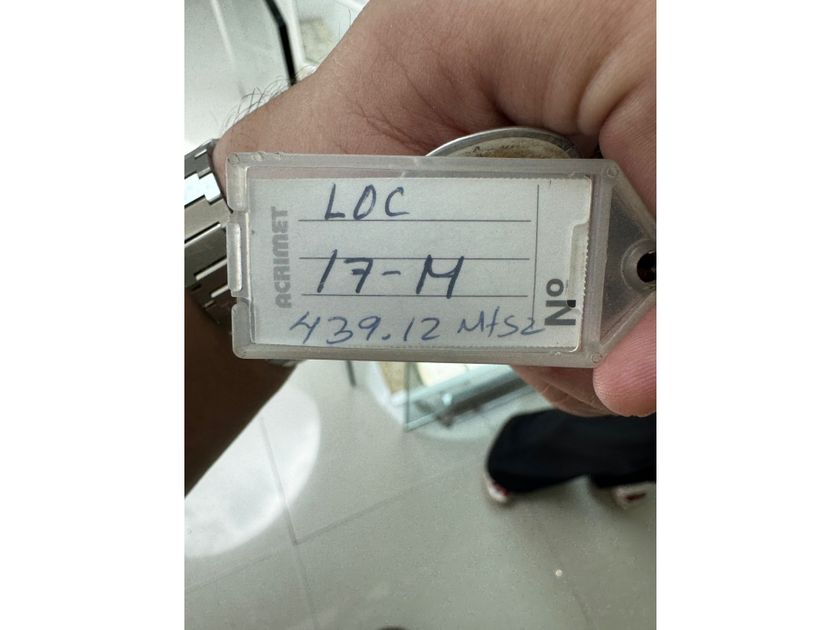 LOC
17-M
439.12 Mts2
ACRIMET
Nº